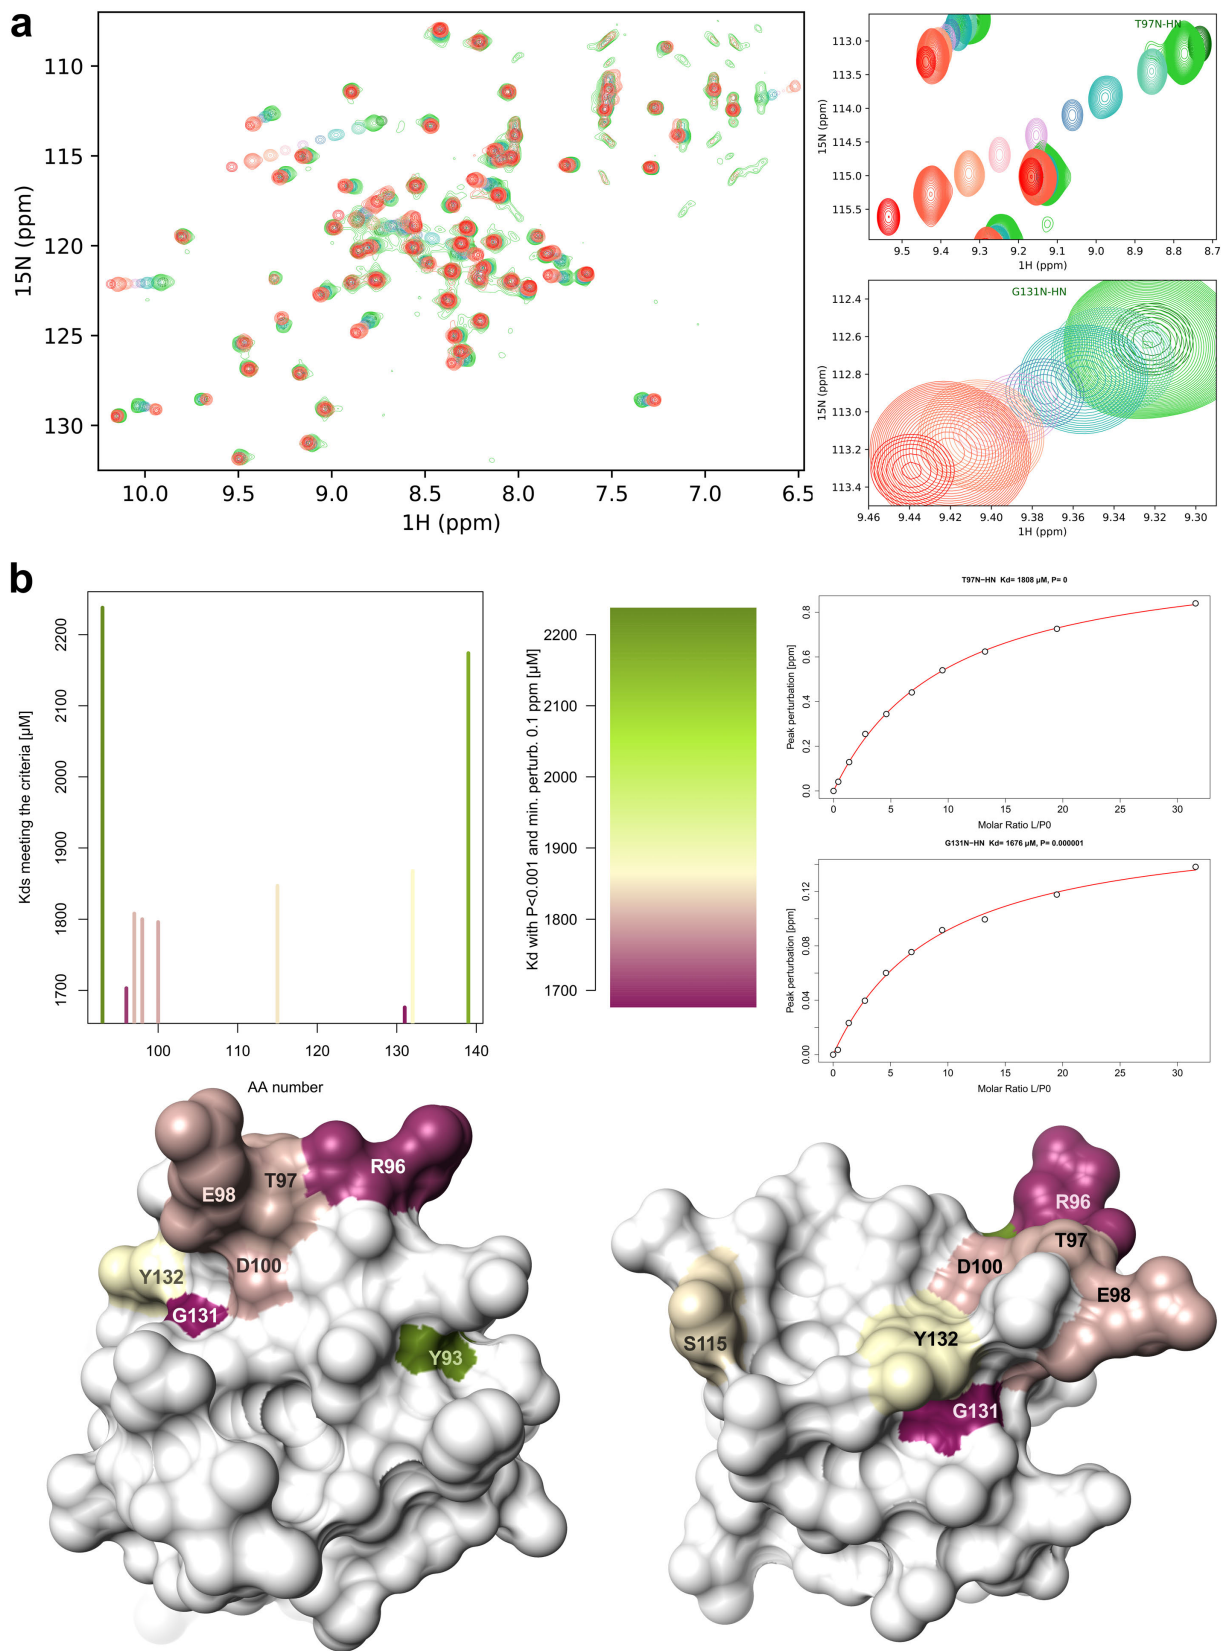 a
110
115
120
125
130
15N (ppm)
10.0 9.5 9.0 8.5 8.0 7.5 7.0 6.5
1H (ppm)
T97N-HN
113.0
113.5
114.0
114.5
115.0
115.5
15N (ppm)
9.5 9.4 9.3 9.2 9.1 9.0 8.9 8.8 8.7
1H (ppm)
G131N-HN
112.4
112.6
112.8
113.0
113.2
113.4
15N (ppm)
9.46 9.44 9.42 9.40 9.38 9.36 9.34 9.32 9.30
1H (ppm)
b
2200
2100
2000
1900
1800
1700
Kds meeting the criteria [µM]
100 110 120 130 140
AA number
2200
2100
2000
1900
1800
1700
Kd with P<0.001 and min. perturb. 0.1 ppm [µM]
T97N−HN Kd= 1808 µM, P= 0
0.8
0.6
0.4
0.2
0.0
Peak perturbation [ppm]
0 5 10 15 20 25 30
Molar Ratio L/P0
G131N−HN Kd= 1676 µM, P= 0.000001
0.12
0.08
0.04
0.00
Peak perturbation [ppm]
0 5 10 15 20 25 30
Molar Ratio L/P0
R96
T97
E98
D100
Y132
G131
Y93
R96
T97
D100
E98
S115
Y132
G131